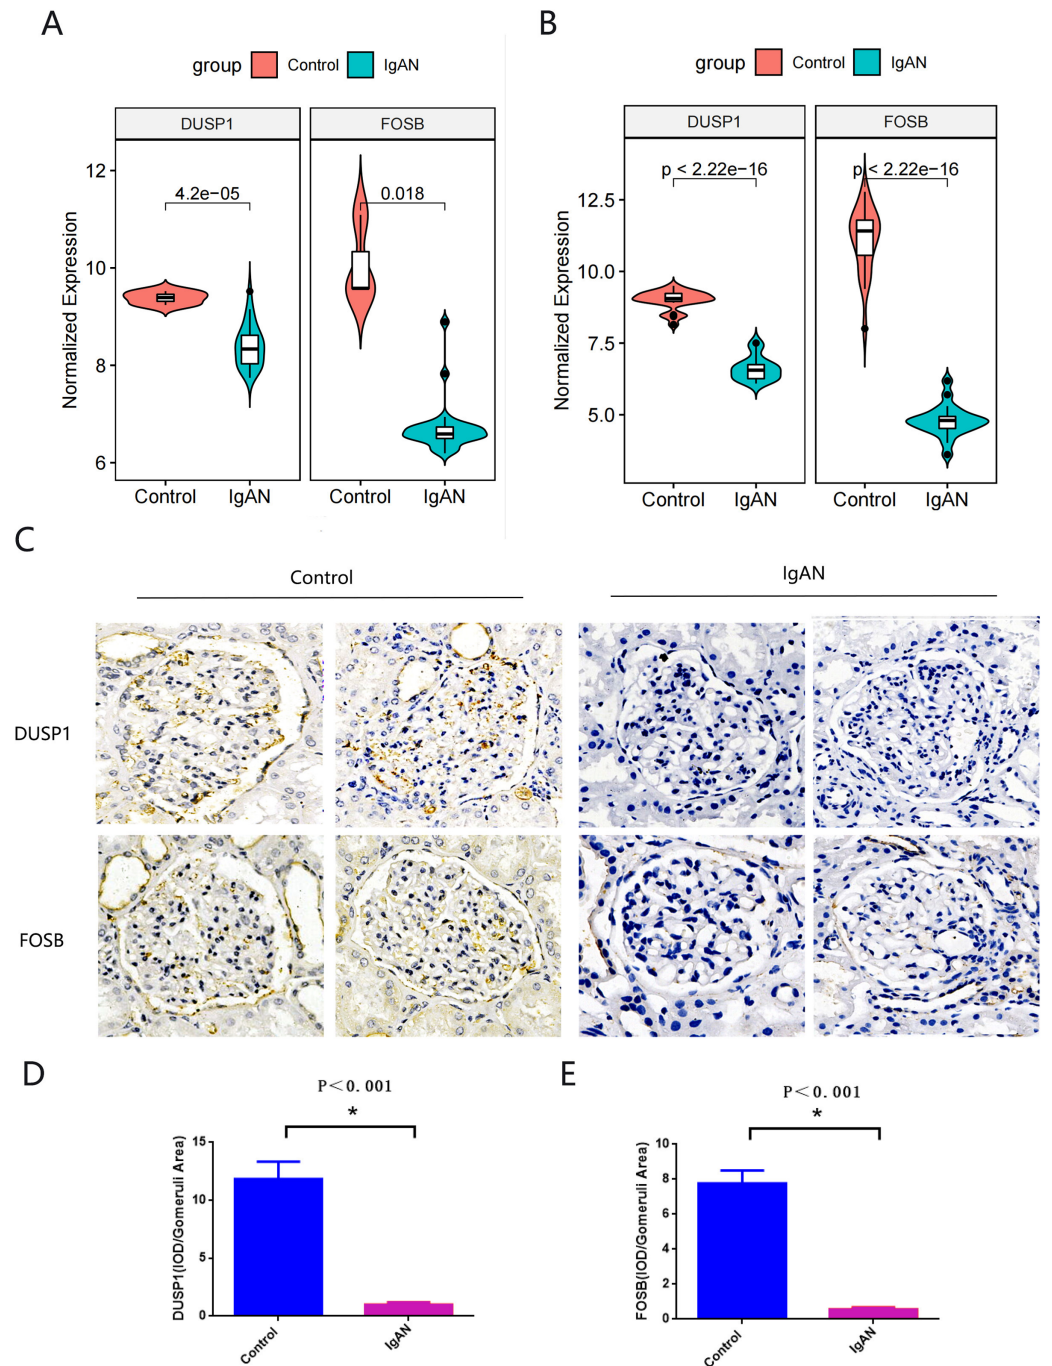 A
group Control IgAN
DUSP1 FOSB
Normalized Expression
12
10
8
6
4.2e−05
0.018
Control IgAN Control IgAN
B
group Control IgAN
DUSP1 FOSB
Normalized Expression
12.5
10.0
7.5
5.0
p < 2.22e−16
p < 2.22e−16
Control IgAN Control IgAN
C
Control IgAN
DUSP1
FOSB
D
P<0.001
*
DUSP1(IOD/Gomeruli Area)
15
10
5
0
Control IgAN
E
P<0.001
*
FOSB(IOD/Gomeruli Area)
10
8
6
4
2
0
Control IgAN